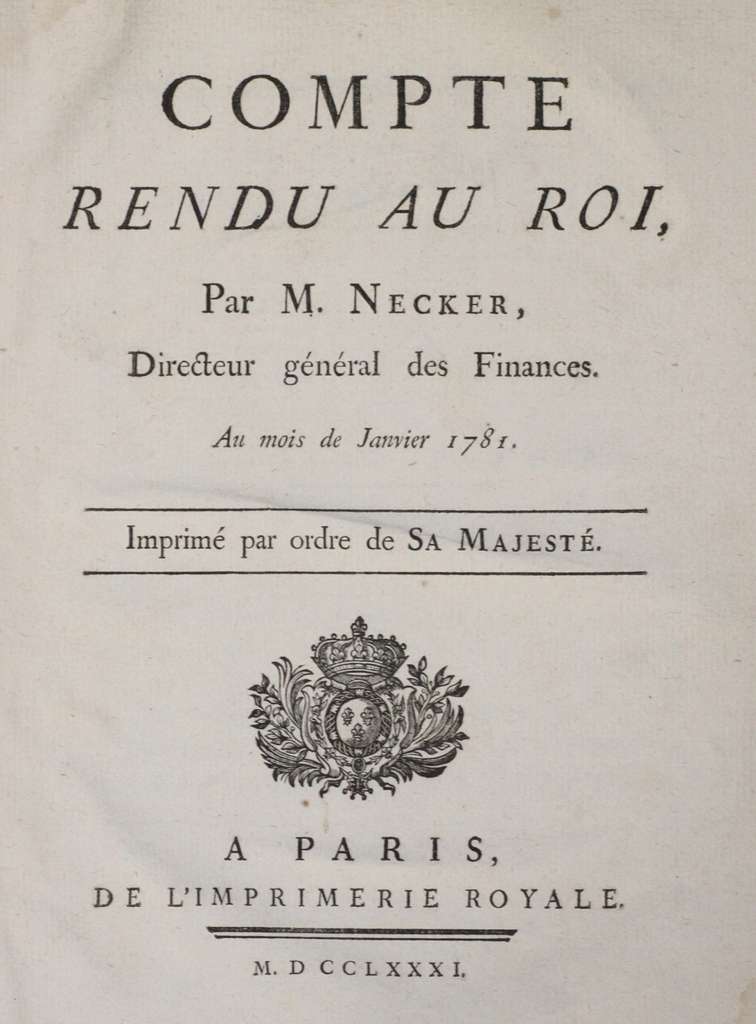 COMPTE
RENDU AU ROI,
Par M. NECKER,
Directeur général des Finances.
Au mois de Janvier 1781.
Imprimé par ordre de SA MAJESTÉ.
A PARIS,
DE L'IMPRIMERIE ROYALE.
M. D CCLXXXI.